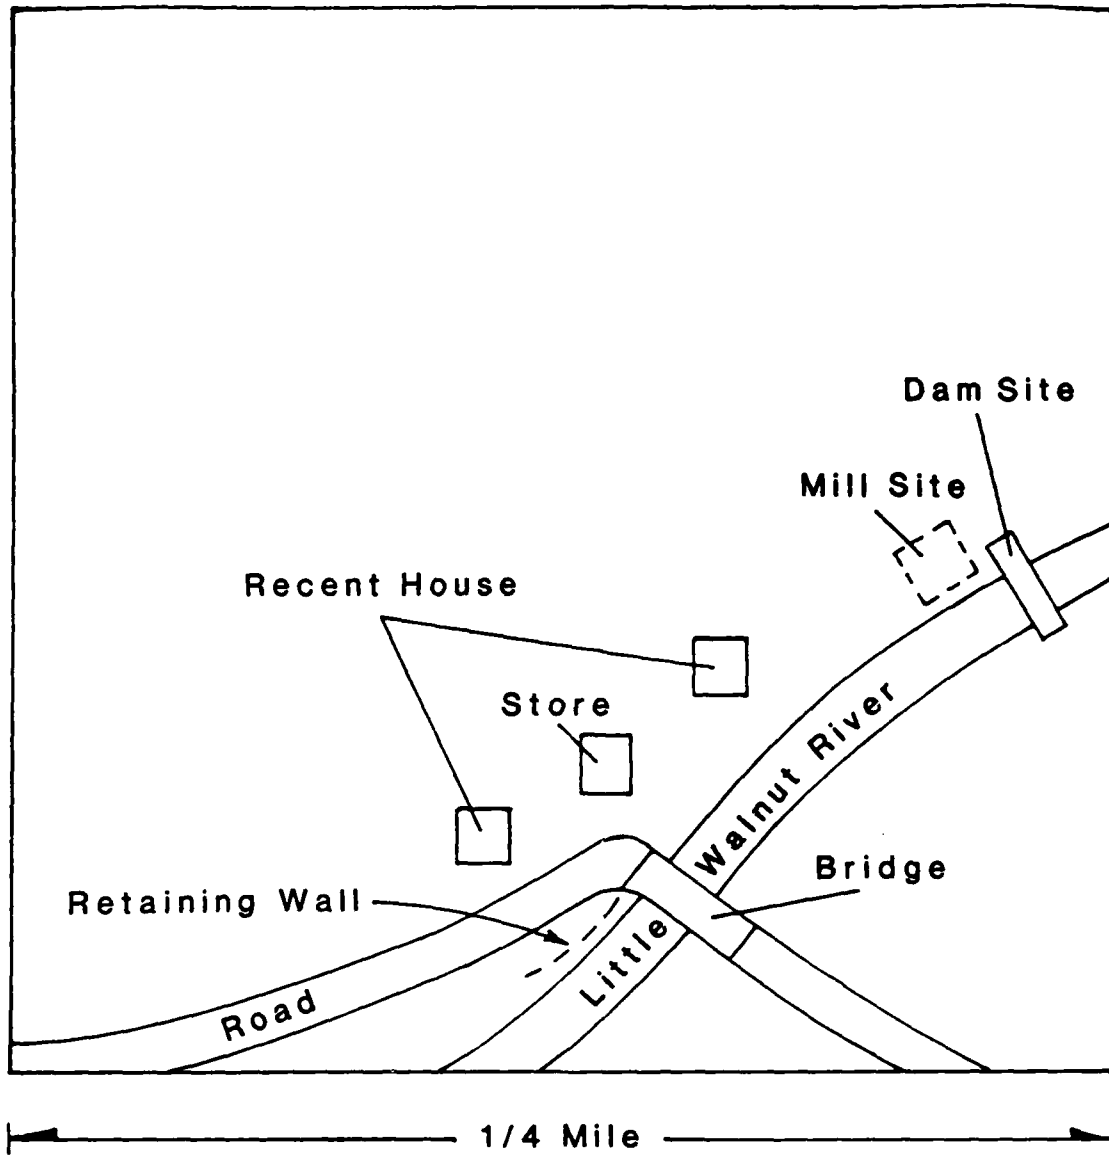 Dam Site
Mill Site
Recent House
Store
Walnut River
Bridge
Retaining Wall
Little
Road
1/4 Mile